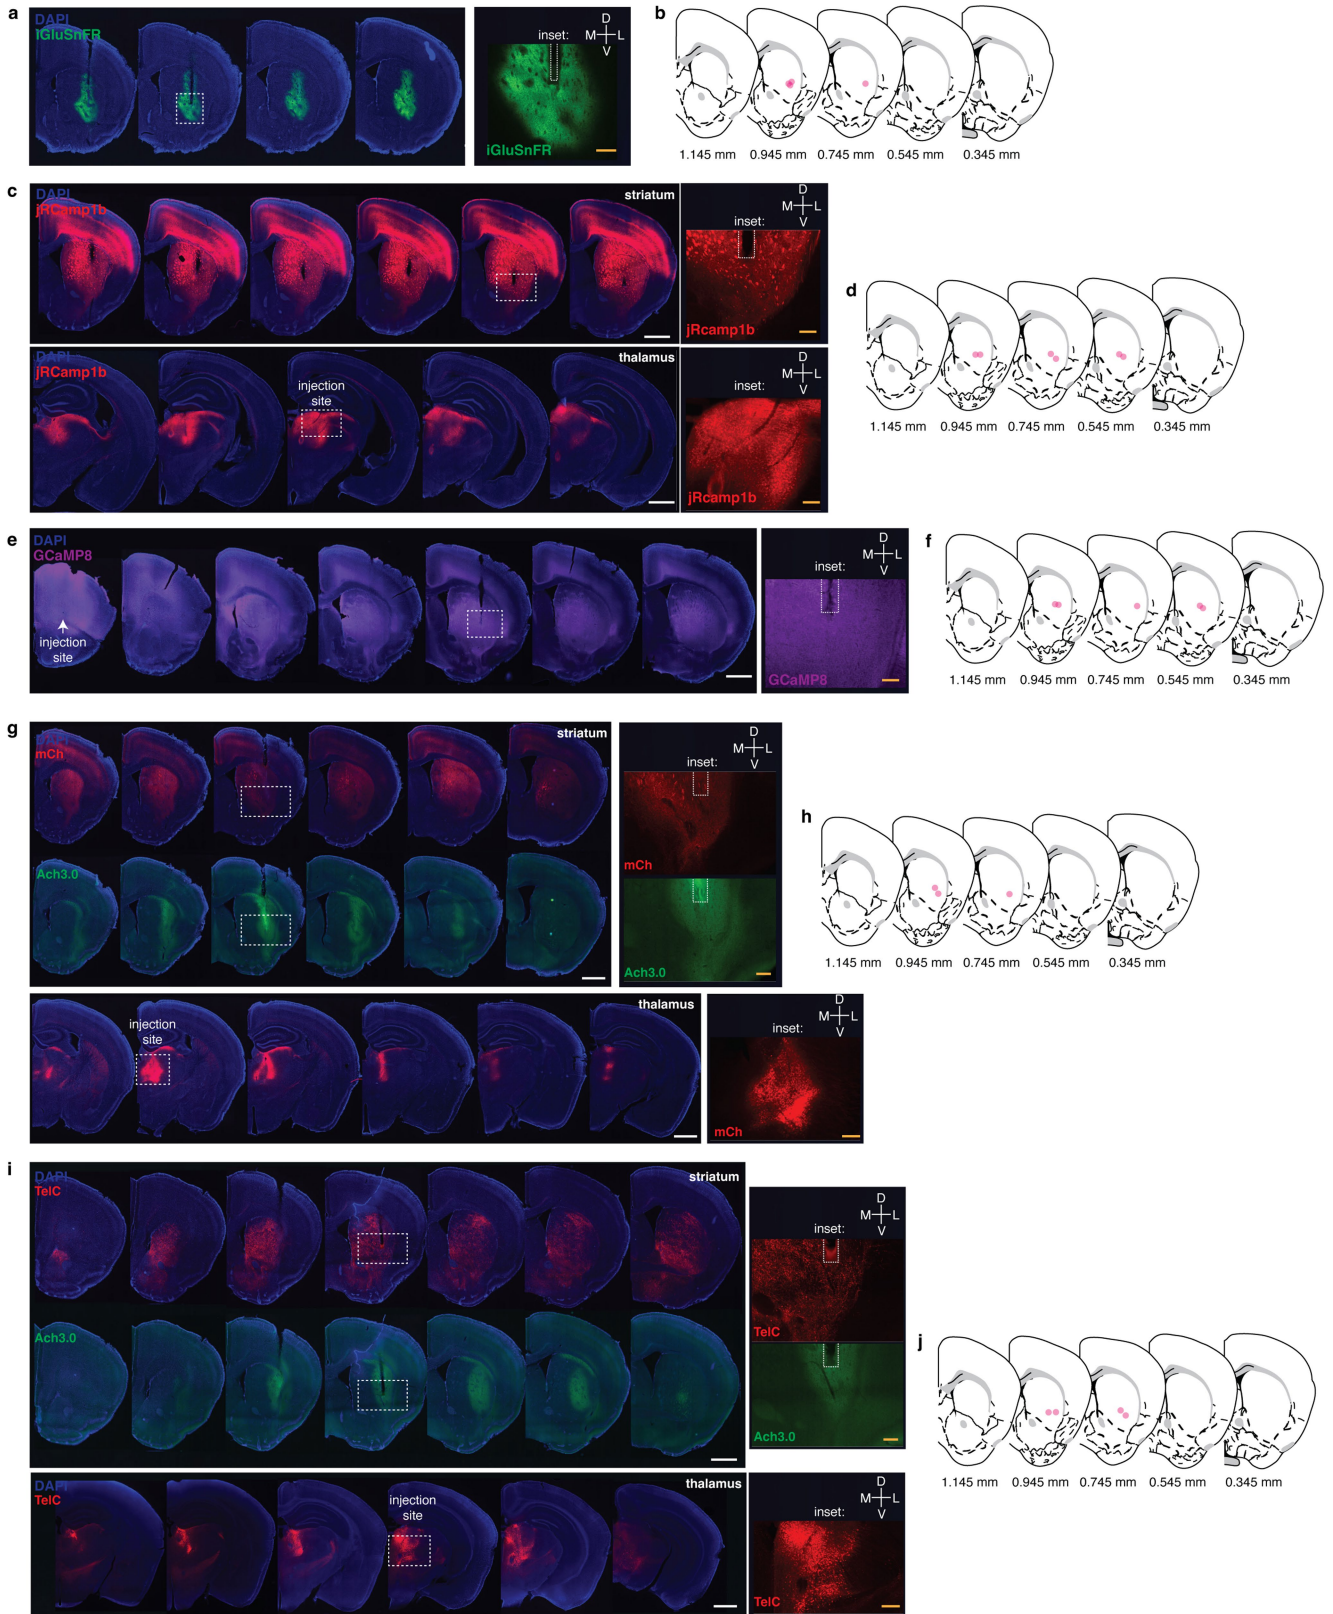 a
DAPI
iGluSnFR
inset:
D
M L
V
iGluSnFR
b
1.145 mm 0.945 mm 0.745 mm 0.545 mm 0.345 mm
c
DAPI
jRCamp1b
striatum
inset:
D
M L
V
jRcamp1b
DAPI
jRCamp1b
injection
site
thalamus
inset:
D
M L
V
jRcamp1b
d
1.145 mm 0.945 mm 0.745 mm 0.545 mm 0.345 mm
e
DAPI
GCaMP8
injection
site
inset:
D
M L
V
GCaMP8
f
1.145 mm 0.945 mm 0.745 mm 0.545 mm 0.345 mm
g
DAPI
mCh
striatum
Ach3.0
inset:
D
M L
V
mCh
Ach3.0
injection
site
thalamus
inset:
D
M L
V
mCh
h
1.145 mm 0.945 mm 0.745 mm 0.545 mm 0.345 mm
i
DAPI
TelC
striatum
Ach3.0
inset:
D
M L
V
TelC
Ach3.0
DAPI
TelC
injection
site
thalamus
inset:
D
M L
V
TelC
j
1.145 mm 0.945 mm 0.745 mm 0.545 mm 0.345 mm